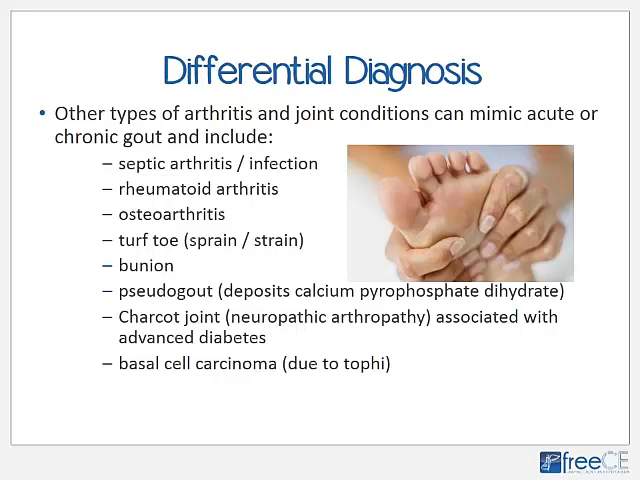 Differential Diagnosis
• Other types of arthritis and joint conditions can mimic acute or
chronic gout and include:
– septic arthritis / infection
– rheumatoid arthritis
– osteoarthritis
– turf toe (sprain / strain)
– bunion
– pseudogout (deposits calcium pyrophosphate dihydrate)
– Charcot joint (neuropathic arthropathy) associated with
advanced diabetes
– basal cell carcinoma (due to tophi)
freeCE